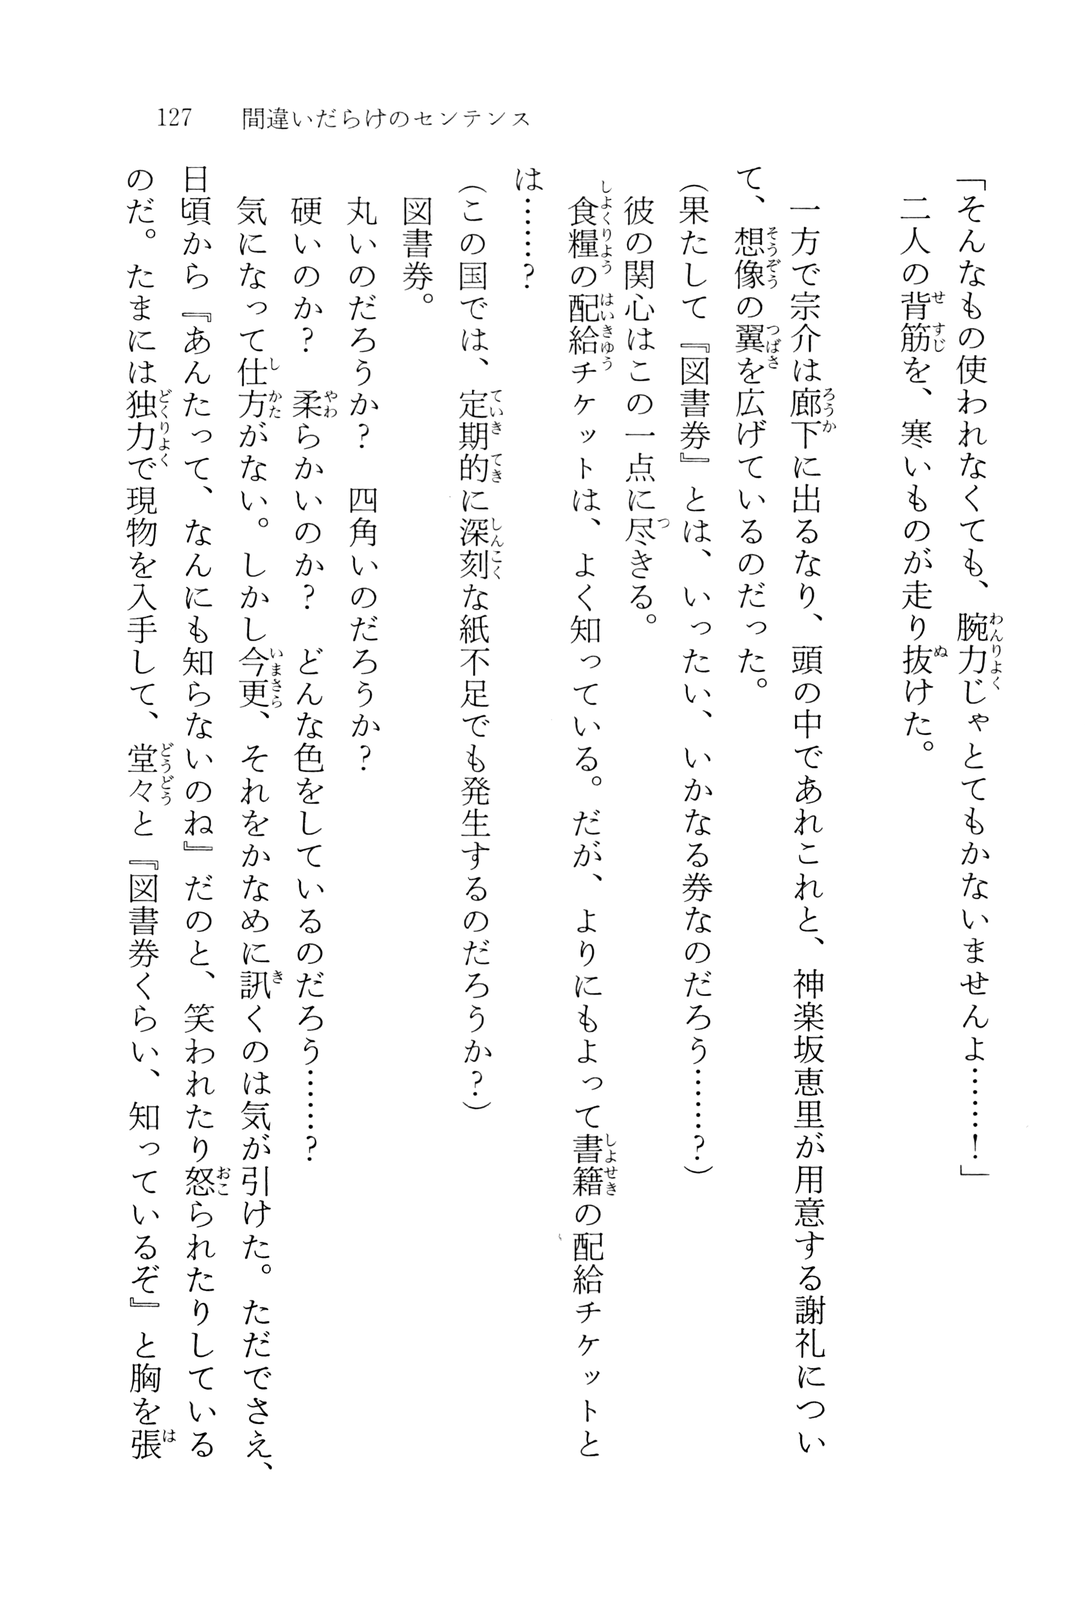 127 間違いだらけのセンテンス
「そんなもの使われなくても、腕力じゃとてもかないませんよ……！」
二人の背筋を、寒いものが走り抜けた。
一方で宗介は廊下に出るなり、頭の中であれこれと、神楽坂恵里が用意する謝礼につい
て、想像の翼を広げているのだった。
（果たして『図書券』とは、いったい、いかなる券なのだろう……？）
彼の関心はこの一点に尽きる。
食糧の配給チケットは、よく知っている。だが、よりにもよって書籍の配給チケットと
は……？
（この国では、定期的に深刻な紙不足でも発生するのだろうか？）
図書券。
丸いのだろうか？　四角いのだろうか？
硬いのか？　柔らかいのか？　どんな色をしているのだろう……？
気になって仕方がない。しかし今更、それをかなめに訊くのは気が引けた。ただでさえ、
日頃から『あんたって、なんにも知らないのね』だのと、笑われたり怒られたりしている
のだ。たまには独力で現物を入手して、堂々と『図書券くらい、知っているぞ』と胸を張